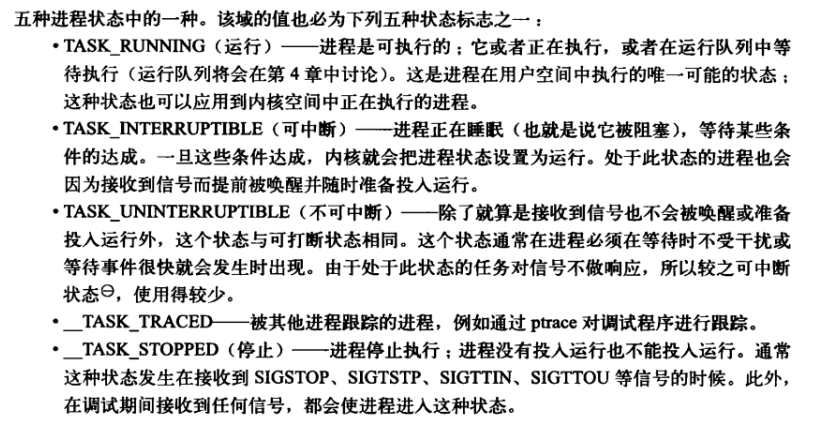 五种进程状态中的一种。该域的值也必为下列五种状态标志之一：
• TASK_RUNNING（运行）——进程是可执行的；它或者正在执行，或者在运行队列中等
待执行（运行队列将会在第 4 章中讨论）。这是进程在用户空间中执行的唯一可能的状态；
这种状态也可以应用到内核空间中正在执行的进程。
• TASK_INTERRUPTIBLE（可中断）——进程正在睡眠（也就是说它被阻塞），等待某些条
件的达成。一旦这些条件达成，内核就会把进程状态设置为运行。处于此状态的进程也会
因为接收到信号而提前被唤醒并随时准备投入运行。
• TASK_UNINTERRUPTIBLE（不可中断）——除了就算是接收到信号也不会被唤醒或准备
投入运行外，这个状态与可打断状态相同。这个状态通常在进程必须在等待时不受干扰或
等待事件很快就会发生时出现。由于处于此状态的任务对信号不做响应，所以较之可中断
状态㊀，使用得较少。
• __TASK_TRACED——被其他进程跟踪的进程，例如通过 ptrace 对调试程序进行跟踪。
• __TASK_STOPPED（停止）——进程停止执行；进程没有投入运行也不能投入运行。通常
这种状态发生在接收到 SIGSTOP、SIGTSTP、SIGTTIN、SIGTTOU 等信号的时候。此外，
在调试期间接收到任何信号，都会使进程进入这种状态。